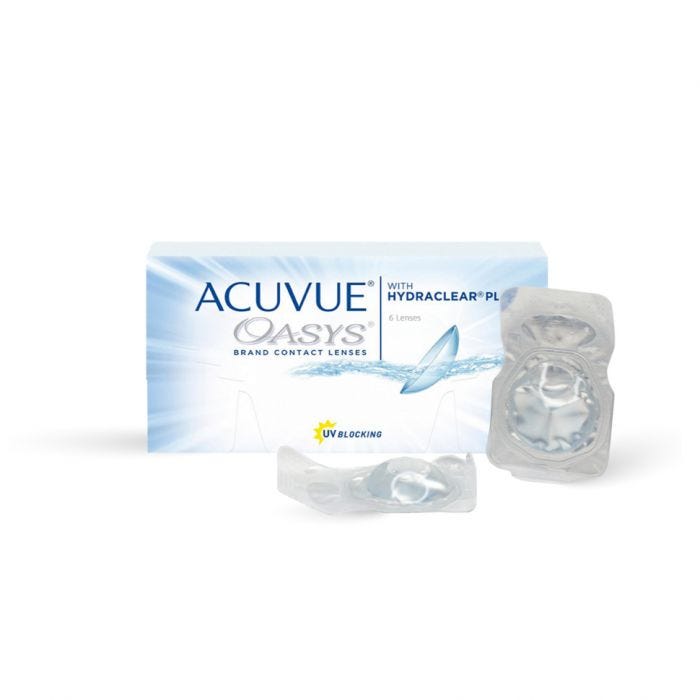 ACUVUE®
OASYS®
BRAND CONTACT LENSES
WITH
HYDRACLEAR® PL
6 Lenses
UV BLOCKING